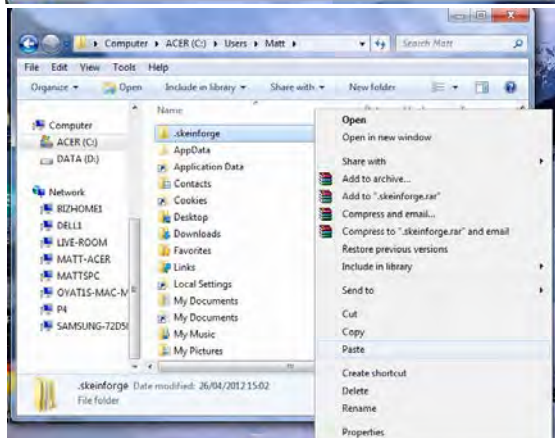 Computer ▸ ACER (C:) ▸ Users ▸ Matt ▸
Search Matt
File Edit View Tools Help
Organize Open Include in library Share with New folder
Computer
ACER (C:)
DATA (D:)
Network
BIZHOME1
DELL1
LIVE-ROOM
MATT-ACER
MATTSPC
OYAT1S-MAC-M
P4
SAMSUNG-72D5
Name
.skeinforge
AppData
Application Data
Contacts
Cookies
Desktop
Downloads
Favorites
Links
Local Settings
My Documents
My Documents
My Music
My Pictures
Open
Open in new window
Share with
Add to archive...
Add to ".skeinforge.rar"
Compress and email...
Compress to ".skeinforge.rar" and email
Restore previous versions
Include in library
Send to
Cut
Copy
Paste
Create shortcut
Delete
Rename
Properties
.skeinforge Date modified: 26/04/2012 15:02
File folder